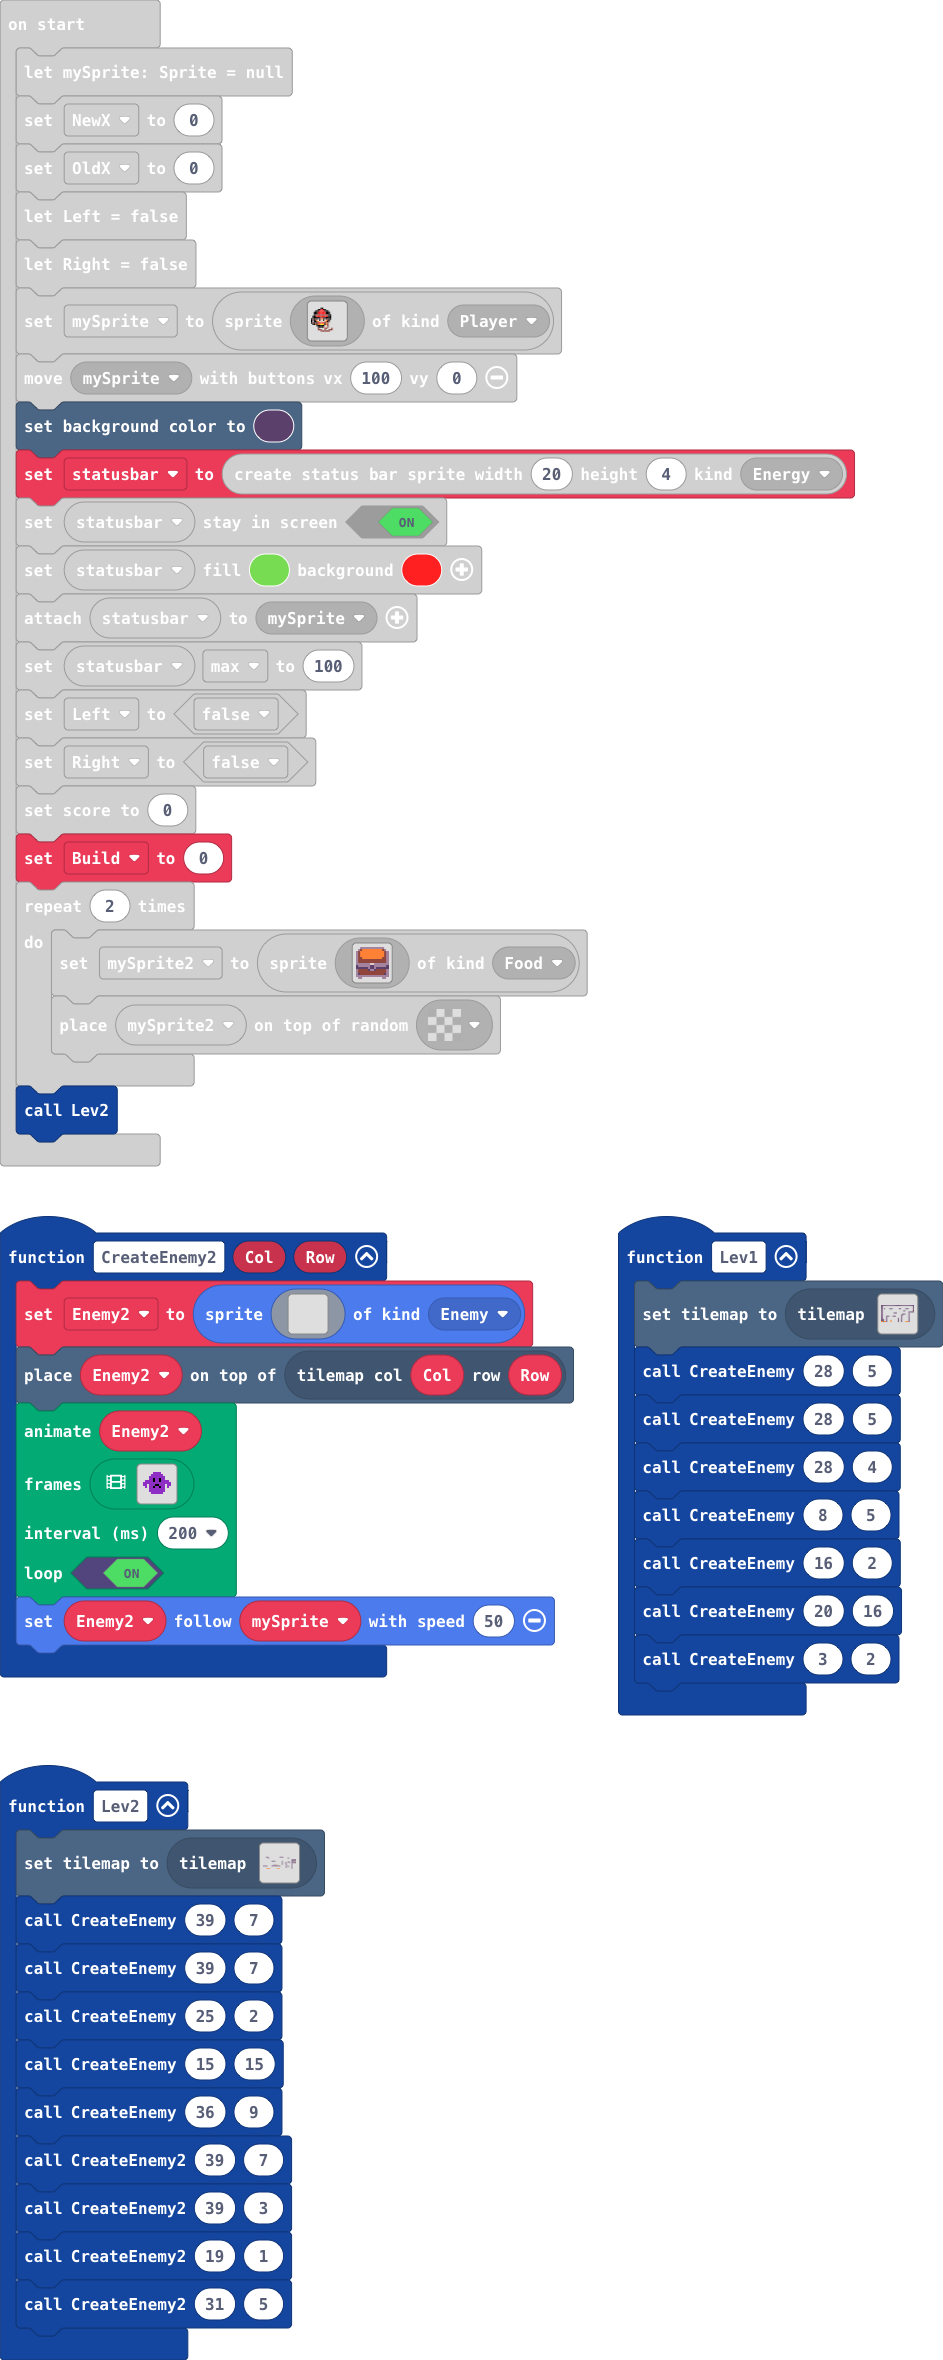 on start
let mySprite: Sprite = null
set NewX to 0
set OldX to 0
let Left = false
let Right = false
set mySprite to sprite of kind Player
move mySprite with buttons vx 100 vy 0
set background color to
set statusbar to create status bar sprite width 20 height 4 kind Energy
set statusbar stay in screen ON
set statusbar fill background
attach statusbar to mySprite
set statusbar max to 100
set Left to false
set Right to false
set score to 0
set Build to 0
repeat 2 times
do
set mySprite2 to sprite of kind Food
place mySprite2 on top of random
call Lev2
function CreateEnemy2 Col Row
set Enemy2 to sprite of kind Enemy
place Enemy2 on top of tilemap col Col row Row
animate Enemy2
frames
interval (ms) 200
loop ON
set Enemy2 follow mySprite with speed 50
function Lev1
set tilemap to tilemap
call CreateEnemy 28 5
call CreateEnemy 28 5
call CreateEnemy 28 4
call CreateEnemy 8 5
call CreateEnemy 16 2
call CreateEnemy 20 16
call CreateEnemy 3 2
function Lev2
set tilemap to tilemap
call CreateEnemy 39 7
call CreateEnemy 39 7
call CreateEnemy 25 2
call CreateEnemy 15 15
call CreateEnemy 36 9
call CreateEnemy2 39 7
call CreateEnemy2 39 3
call CreateEnemy2 19 1
call CreateEnemy2 31 5